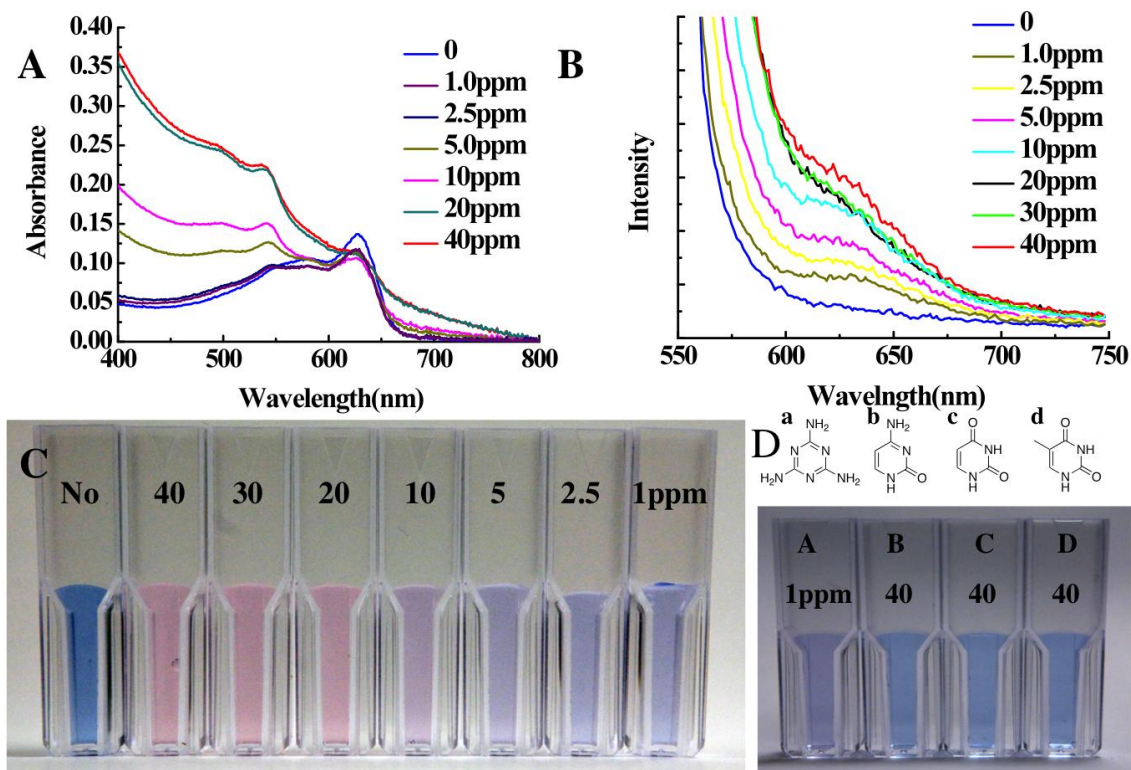 A
0.40
0.35
0.30
0.25
0.20
0.15
0.10
0.05
0.00
400 500 600 700 800
Absorbance
Wavelength(nm)
0
1.0ppm
2.5ppm
5.0ppm
10ppm
20ppm
40ppm
B
Intensity
550 600 650 700 750
Wavelngth(nm)
0
1.0ppm
2.5ppm
5.0ppm
10ppm
20ppm
30ppm
40ppm
C
No 40 30 20 10 5 2.5 1ppm
D
a b c d
NH₂ NH₂ O O
N N N NH NH
H₂N N NH₂ N O N O N O
H H H
A B C D
1ppm 40 40 40